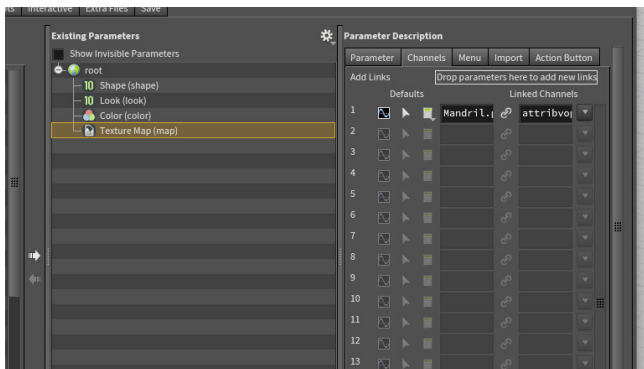 Interactive Extra Files Save
Existing Parameters
Show Invisible Parameters
root
10 Shape (shape)
10 Look (look)
Color (color)
Texture Map (map)
Parameter Description
Parameter Channels Menu Import Action Button
Add Links Drop parameters here to add new links
Defaults Linked Channels
1 Mandril. attribvo
2
3
4
5
6
7
8
9
10
11
12
13